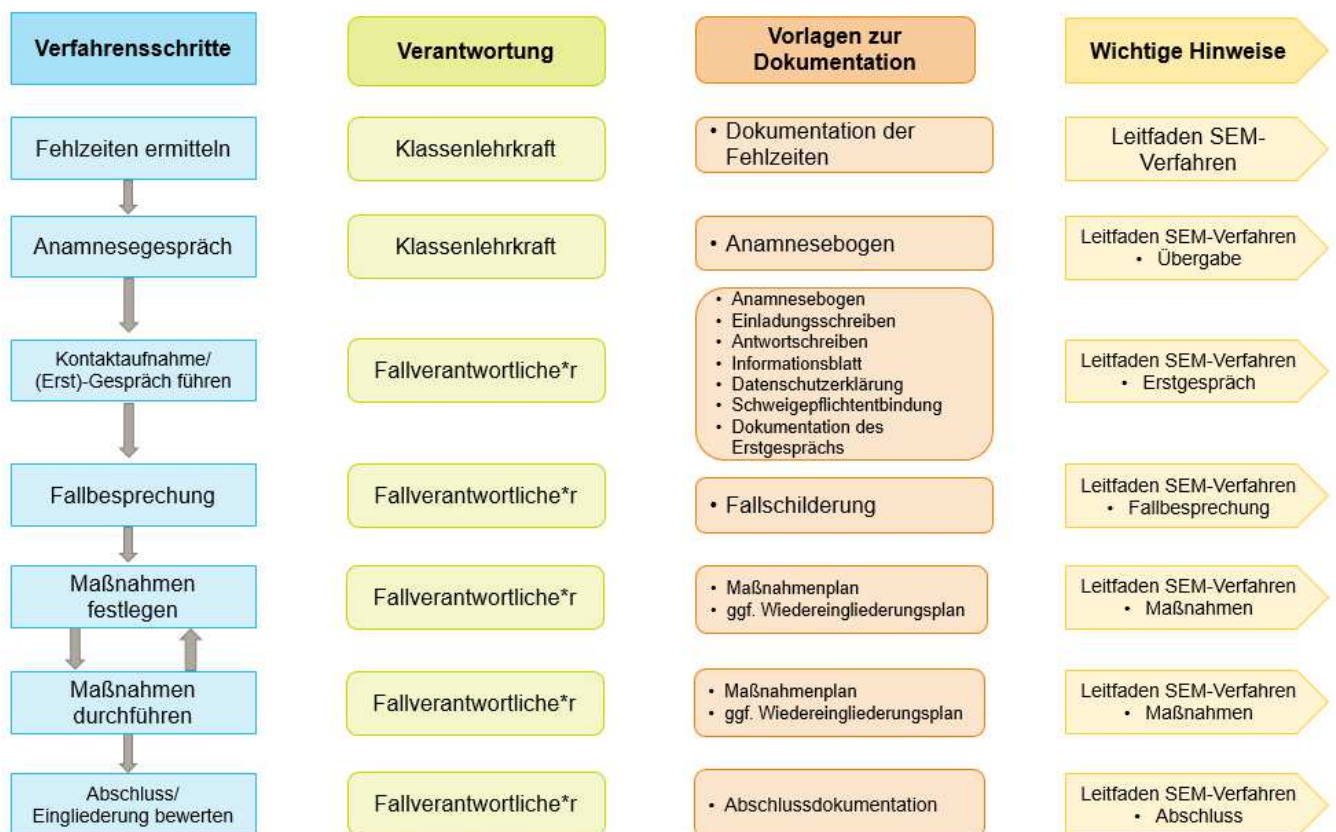 Verfahrensschritte
Verantwortung
Vorlagen zur
Dokumentation
Wichtige Hinweise
Fehlzeiten ermitteln
Klassenlehrkraft
• Dokumentation der
Fehlzeiten
Leitfaden SEM-
Verfahren
Anamnesegespräch
Klassenlehrkraft
• Anamnesebogen
Leitfaden SEM-Verfahren
• Übergabe
Kontaktaufnahme/
(Erst)-Gespräch führen
Fallverantwortliche*r
• Anamnesebogen
• Einladungsschreiben
• Antwortschreiben
• Informationsblatt
• Datenschutzerklärung
• Schweigepflichtentbindung
• Dokumentation des
Erstgesprächs
Leitfaden SEM-Verfahren
• Erstgespräch
Fallbesprechung
Fallverantwortliche*r
• Fallschilderung
Leitfaden SEM-Verfahren
• Fallbesprechung
Maßnahmen
festlegen
Fallverantwortliche*r
• Maßnahmenplan
• ggf. Wiedereingliederungsplan
Leitfaden SEM-Verfahren
• Maßnahmen
Maßnahmen
durchführen
Fallverantwortliche*r
• Maßnahmenplan
• ggf. Wiedereingliederungsplan
Leitfaden SEM-Verfahren
• Maßnahmen
Abschluss/
Eingliederung bewerten
Fallverantwortliche*r
• Abschlussdokumentation
Leitfaden SEM-Verfahren
• Abschluss